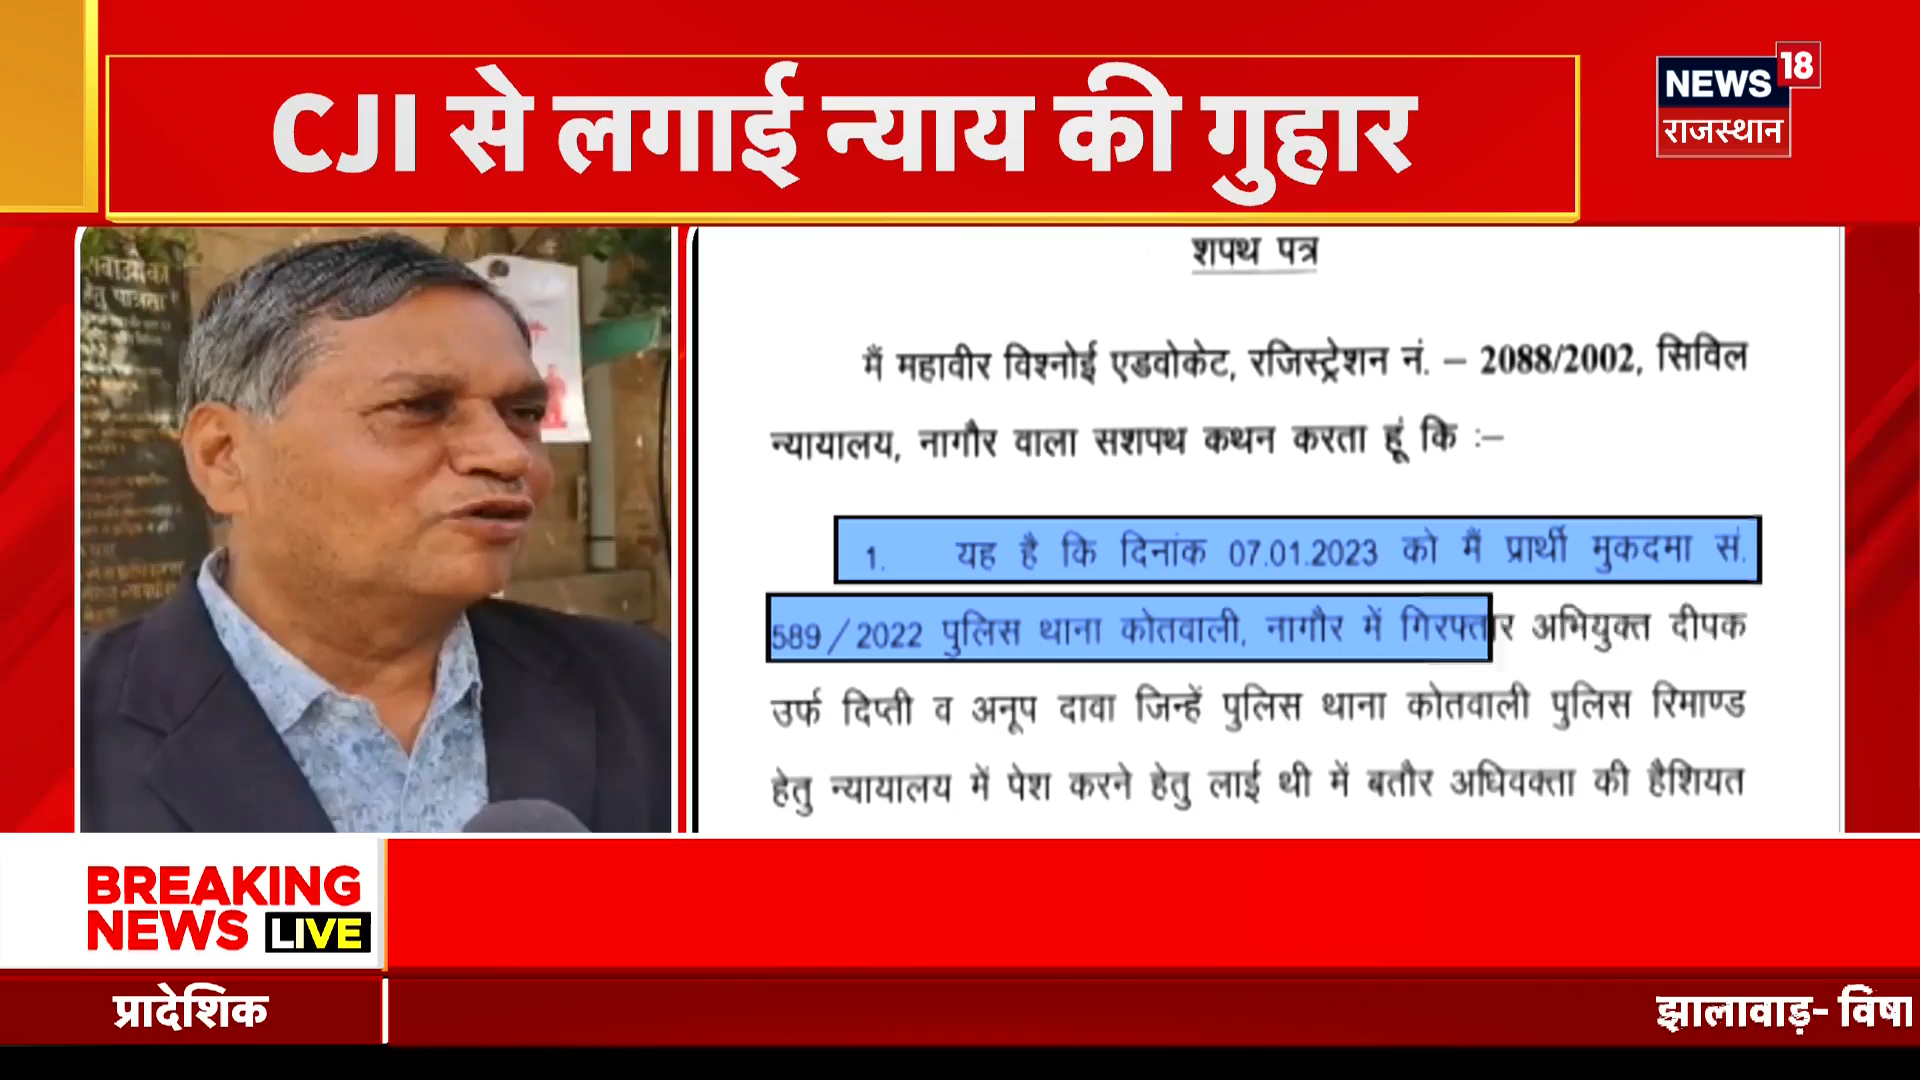 CJI से लगाई न्याय की गुहार
NEWS 18
राजस्थान
शपथ पत्र
मैं महावीर विश्नोई एडवोकेट, रजिस्ट्रेशन नं. – 2088/2002, सिविल
न्यायालय, नागौर वाला सशपथ कथन करता हूं कि :–
1. यह है कि दिनांक 07.01.2023 को मैं प्रार्थी मुकदमा सं.
589/2022 पुलिस थाना कोतवाली, नागौर में गिरफ्तार अभियुक्त दीपक
उर्फ दिप्ती व अनूप दावा जिन्हें पुलिस थाना कोतवाली पुलिस रिमाण्ड
हेतु न्यायालय में पेश करने हेतु लाई थी में बतौर अधिवक्ता की हैशियत
BREAKING
NEWS LIVE
प्रादेशिक
झालावाड़- विषा